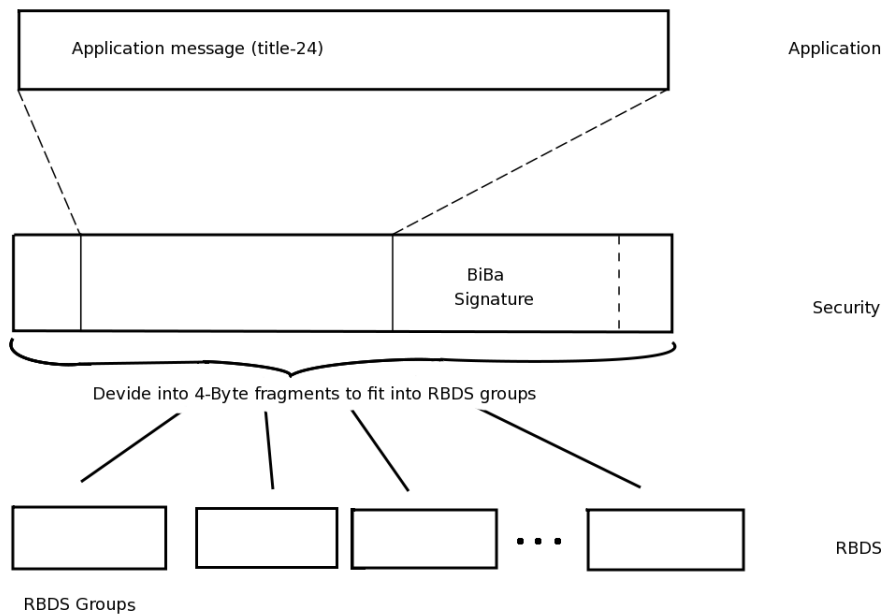 Application message (title-24)
Application
BiBa
Signature
Security
Devide into 4-Byte fragments to fit into RBDS groups
RBDS
RBDS Groups